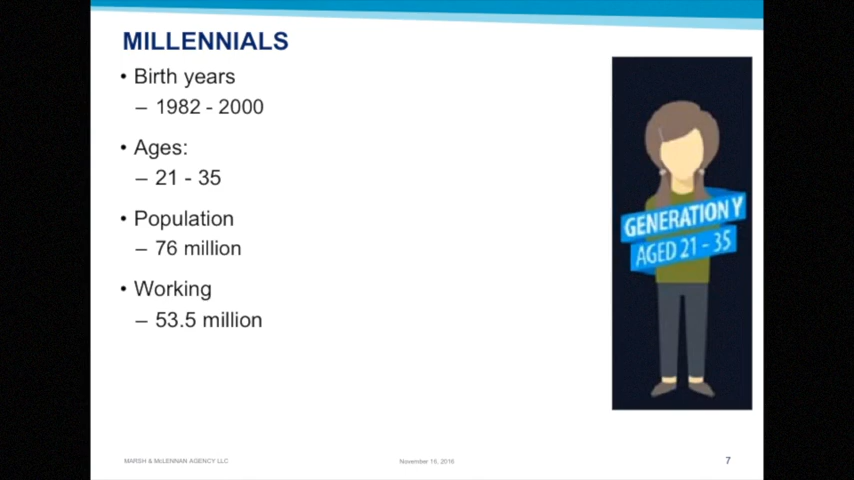 MILLENNIALS
• Birth years
– 1982 - 2000
• Ages:
– 21 - 35
• Population
– 76 million
• Working
– 53.5 million
GENERATION Y
AGED 21 - 35
MARSH & McLENNAN AGENCY LLC
November 16, 2016
7